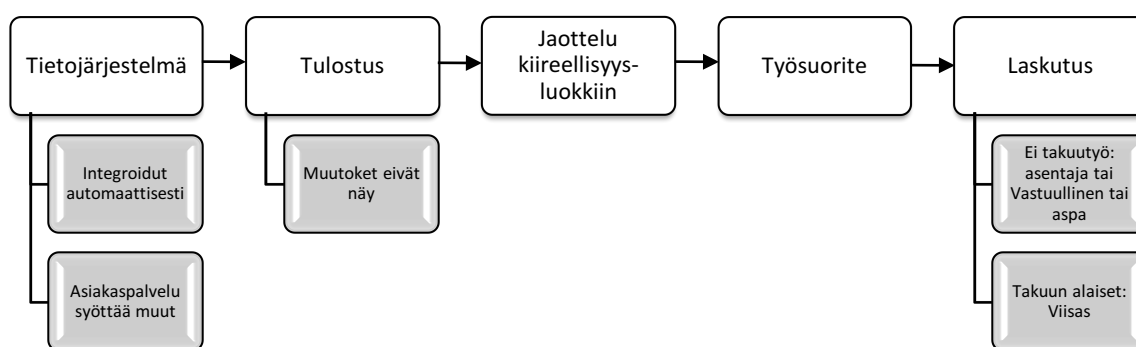 Tietojärjestelmä
Tulostus
Jaottelu
kiireellisyys-
luokkiin
Työsuorite
Laskutus
Integroidut
automaattisesti
Asiakaspalvelu
syöttää muut
Muutoket eivät
näy
Ei takuutyö:
asentaja tai
Vastuullinen tai
aspa
Takuun alaiset:
Viisas